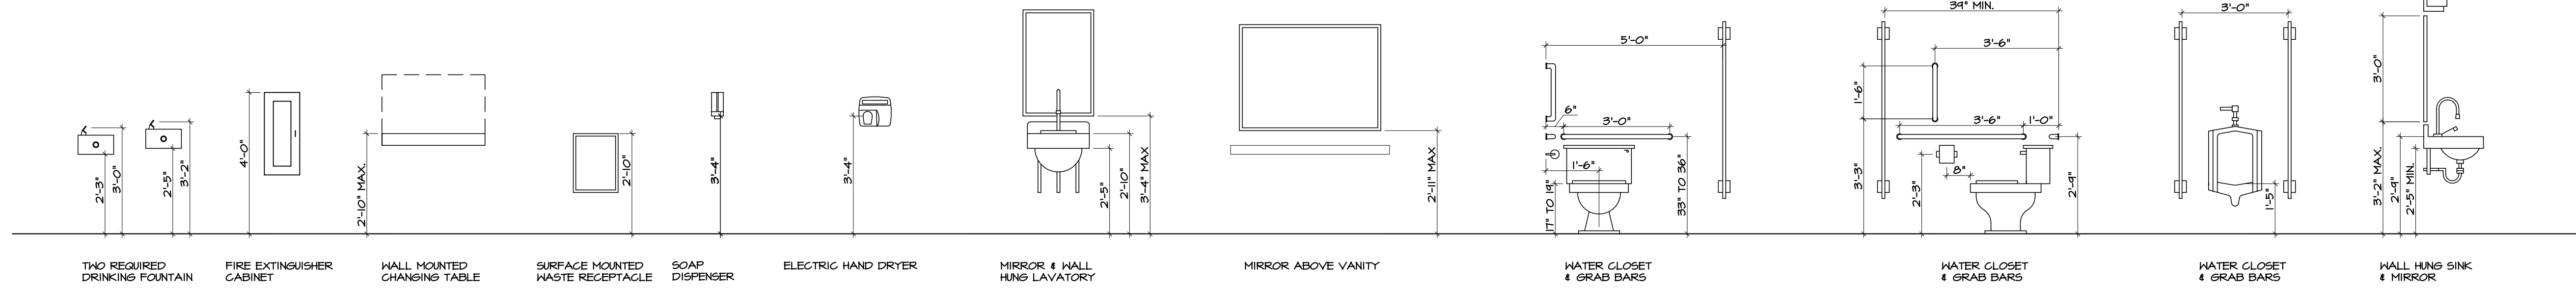 2'-3"
3'-0"
2'-5"
3'-2"
TWO REQUIRED
DRINKING FOUNTAIN
4'-0"
FIRE EXTINGUISHER
CABINET
2'-10" MAX.
WALL MOUNTED
CHANGING TABLE
2'-10"
SURFACE MOUNTED
WASTE RECEPTACLE
3'-4"
SOAP
DISPENSER
3'-4"
ELECTRIC HAND DRYER
2'-5"
2'-10"
3'-4" MAX
MIRROR & WALL
HUNG LAVATORY
2'-11" MAX
MIRROR ABOVE VANITY
5'-0"
6"
3'-0"
1'-6"
17" TO 19"
33" TO 36"
WATER CLOSET
& GRAB BARS
39" MIN.
3'-6"
1'-6"
3'-6"
1'-0"
8"
3'-3"
2'-3"
2'-9"
WATER CLOSET
& GRAB BARS
3'-0"
1'-5"
WATER CLOSET
& GRAB BARS
3'-0"
3'-2" MAX.
2'-9"
2'-5" MIN.
WALL HUNG SINK
& MIRROR